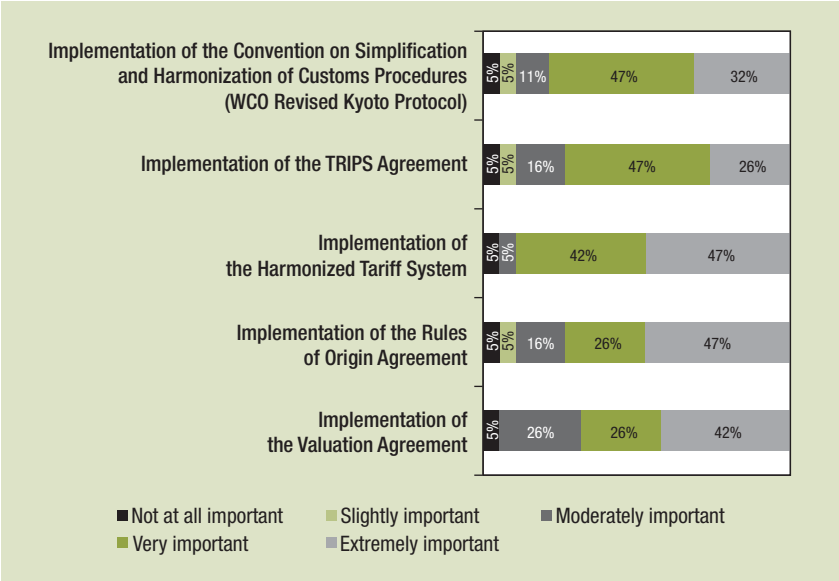 Implementation of the Convention on Simplification
and Harmonization of Customs Procedures
(WCO Revised Kyoto Protocol)
5% 5% 11% 47% 32%
Implementation of the TRIPS Agreement
5% 5% 16% 47% 26%
Implementation of
the Harmonized Tariff System
5% 5% 42% 47%
Implementation of the Rules
of Origin Agreement
5% 5% 16% 26% 47%
Implementation of
the Valuation Agreement
5% 26% 26% 42%
Not at all important Slightly important Moderately important
Very important Extremely important